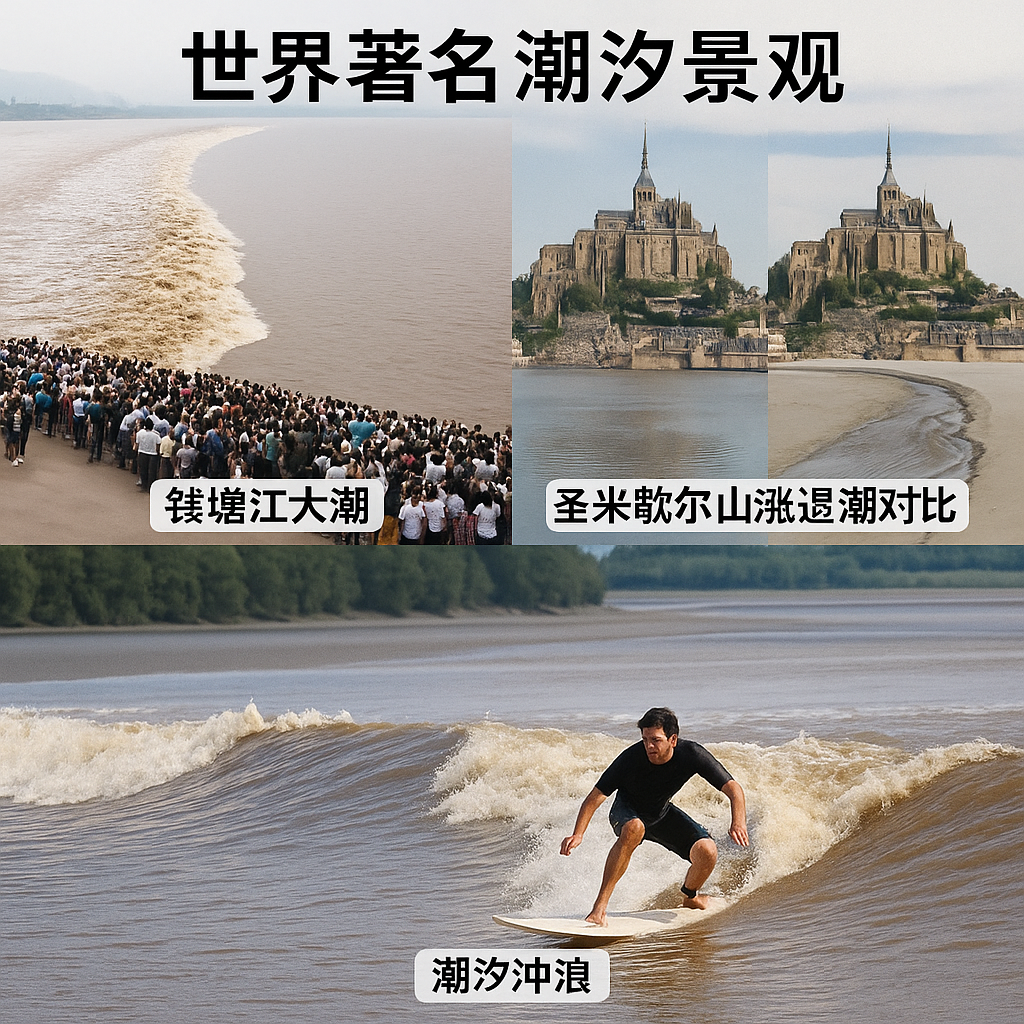 世界著名潮汐景观
钱塘江大潮
圣米歇尔山涨退潮对比
潮汐冲浪